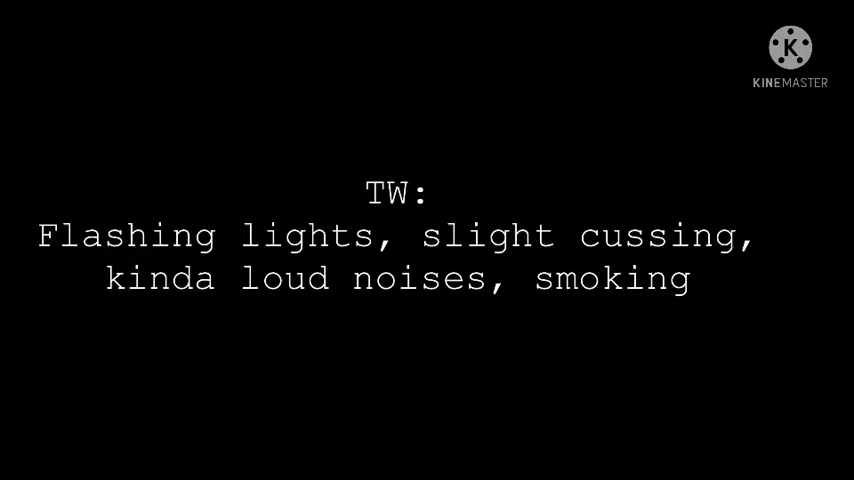 K
KINEMASTER
TW:
Flashing lights, slight cussing,
kinda loud noises, smoking